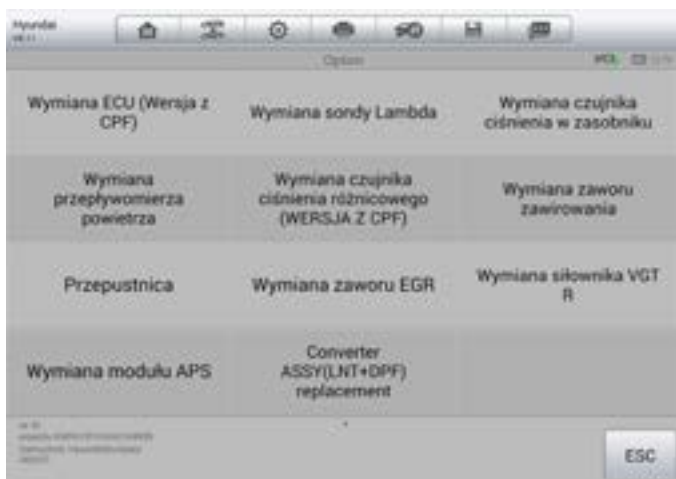 Hyundai
Option
Wymiana ECU (Wersja z
CPF)
Wymiana sondy Lambda
Wymiana czujnika
ciśnienia w zasobniku
Wymiana
przepływomierza
powietrza
Wymiana czujnika
ciśnienia różnicowego
(WERSJA Z CPF)
Wymiana zaworu
zawirowania
Przepustnica
Wymiana zaworu EGR
Wymiana siłownika VGT
R
Wymiana modułu APS
Converter
ASSY(LNT+DPF)
replacement
ESC